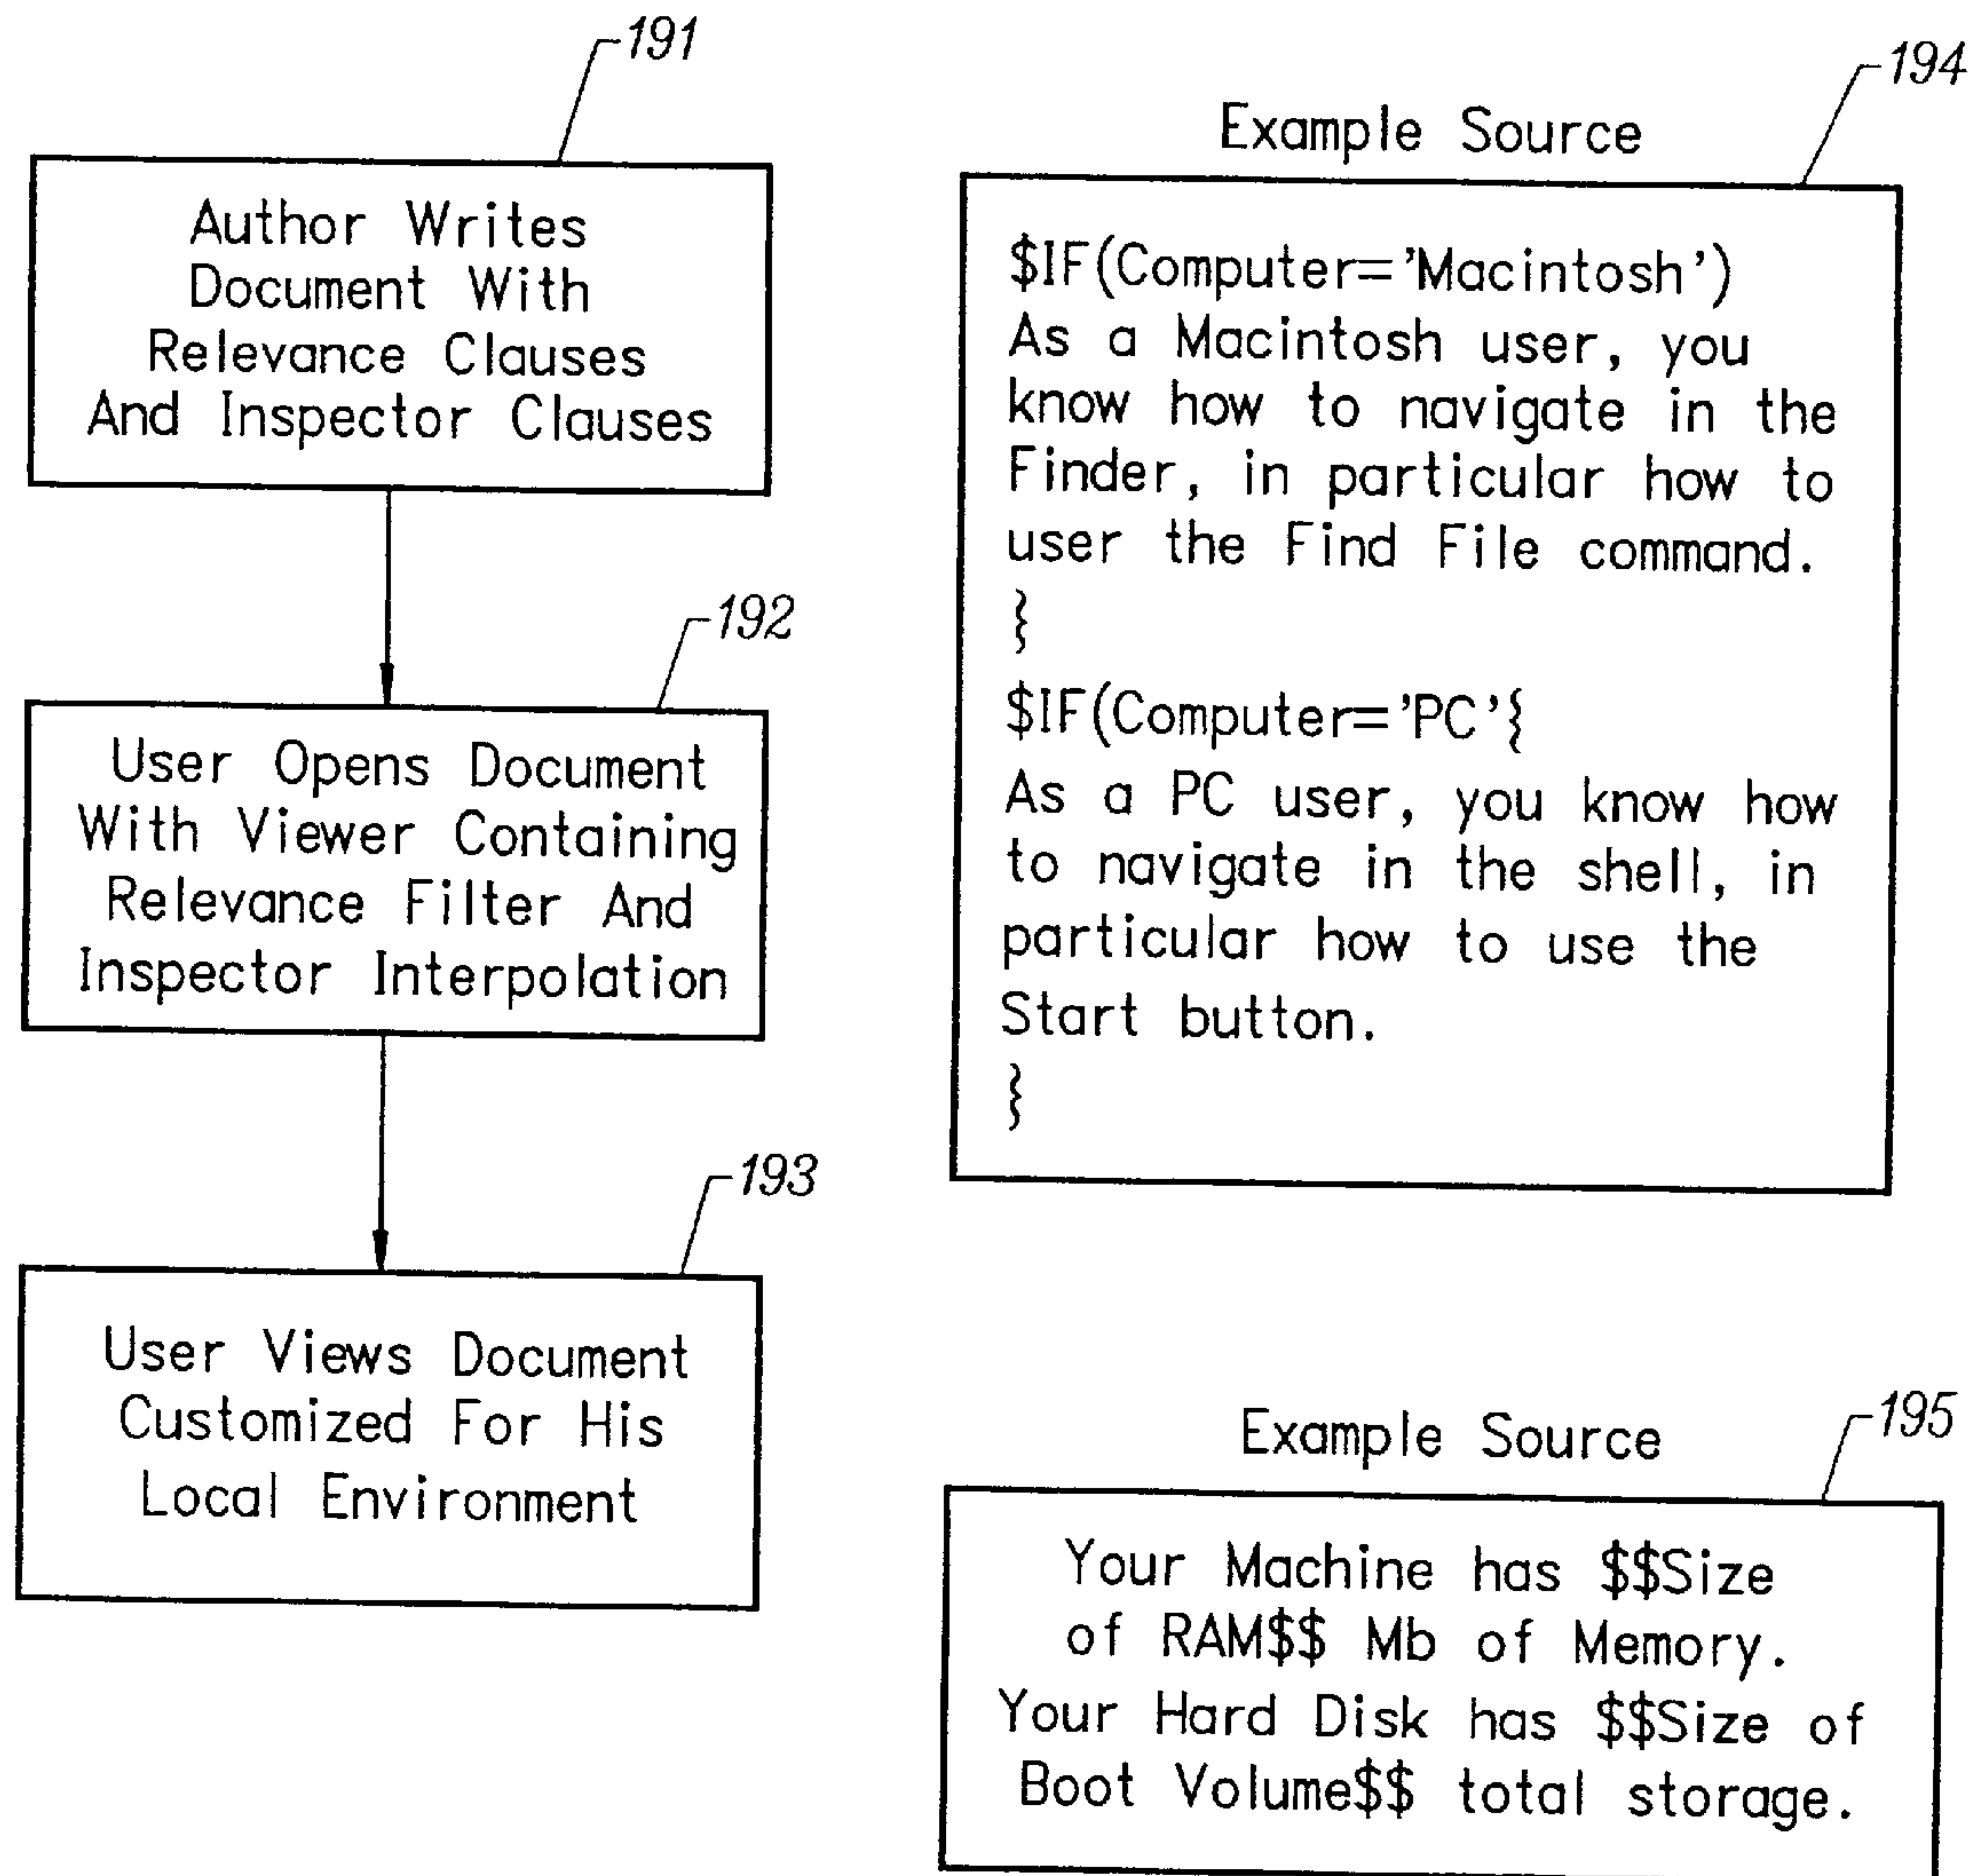 191
Author Writes
Document With
Relevance Clauses
And Inspector Clauses
192
User Opens Document
With Viewer Containing
Relevance Filter And
Inspector Interpolation
193
User Views Document
Customized For His
Local Environment
194
Example Source
$IF(Computer='Macintosh')
As a Macintosh user, you
know how to navigate in the
Finder, in particular how to
user the Find File command.
}
$IF(Computer='PC'{
As a PC user, you know how
to navigate in the shell, in
particular how to use the
Start button.
}
195
Example Source
Your Machine has $$Size
of RAM$$ Mb of Memory.
Your Hard Disk has $$Size of
Boot Volume$$ total storage.